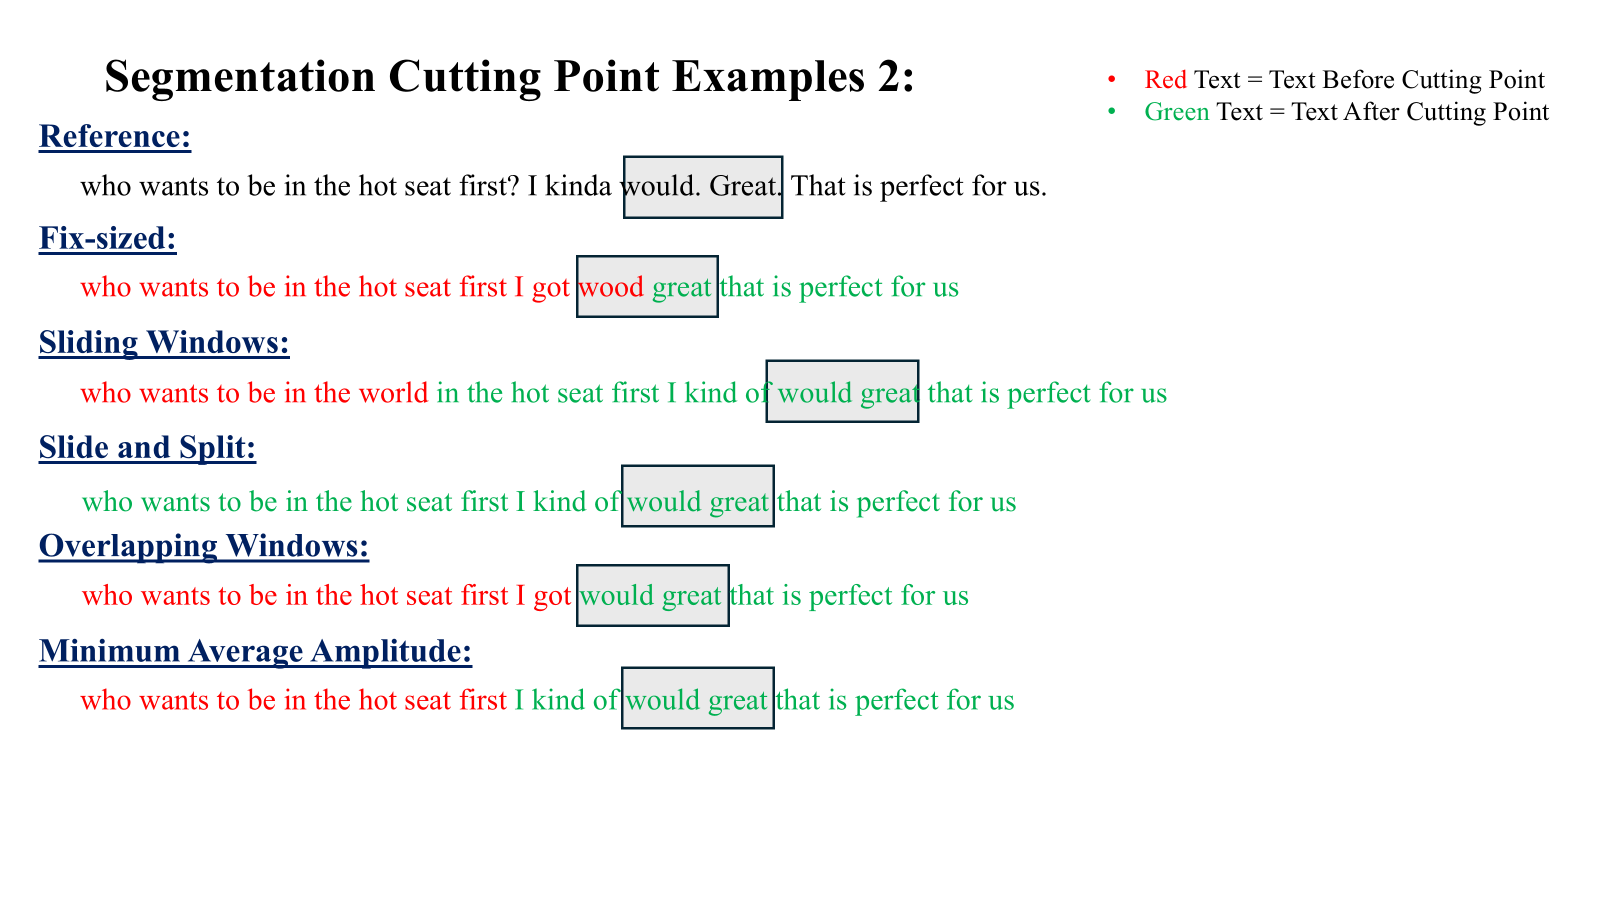 Segmentation Cutting Point Examples 2:
• Red Text = Text Before Cutting Point
• Green Text = Text After Cutting Point
Reference:
who wants to be in the hot seat first? I kinda would. Great. That is perfect for us.
Fix-sized:
who wants to be in the hot seat first I got wood great that is perfect for us
Sliding Windows:
who wants to be in the world in the hot seat first I kind of would great that is perfect for us
Slide and Split:
who wants to be in the hot seat first I kind of would great that is perfect for us
Overlapping Windows:
who wants to be in the hot seat first I got would great that is perfect for us
Minimum Average Amplitude:
who wants to be in the hot seat first I kind of would great that is perfect for us